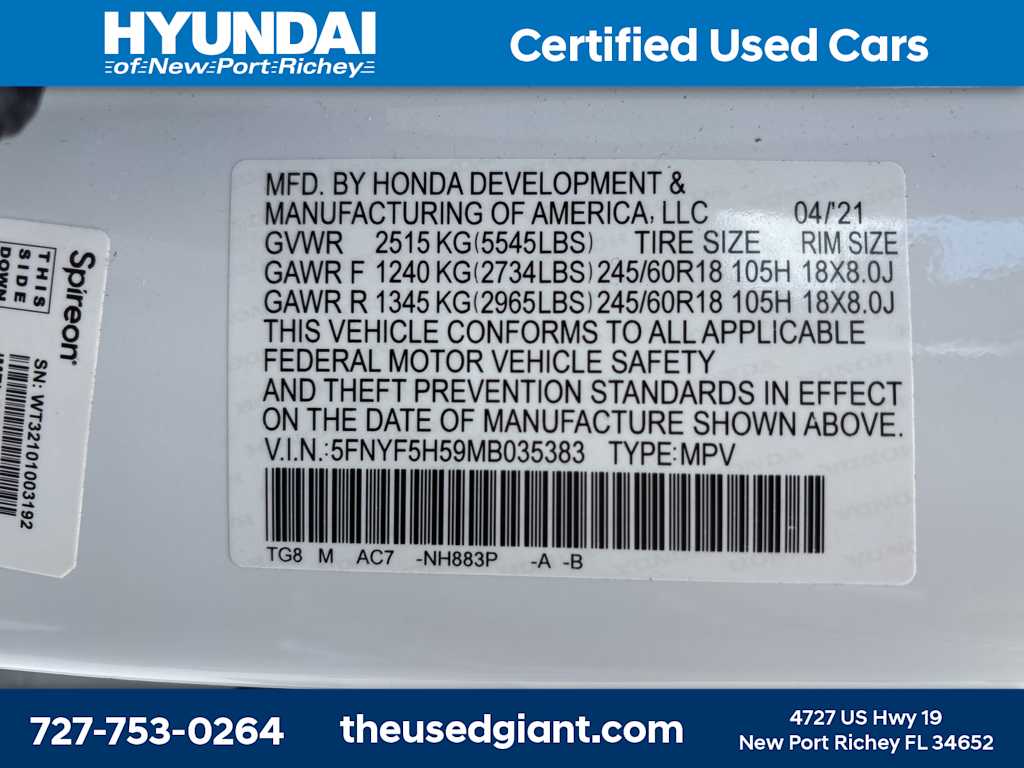 HYUNDAI
of New Port Richey
Certified Used Cars
MFD. BY HONDA DEVELOPMENT &
MANUFACTURING OF AMERICA, LLC 04/'21
GVWR 2515 KG(5545LBS) TIRE SIZE RIM SIZE
GAWR F 1240 KG(2734LBS) 245/60R18 105H 18X8.0J
GAWR R 1345 KG(2965LBS) 245/60R18 105H 18X8.0J
THIS VEHICLE CONFORMS TO ALL APPLICABLE
FEDERAL MOTOR VEHICLE SAFETY
AND THEFT PREVENTION STANDARDS IN EFFECT
ON THE DATE OF MANUFACTURE SHOWN ABOVE.
V.I.N.:5FNYF5H59MB035383 TYPE:MPV
TG8 M AC7 -NH883P -A -B
Spireon
THIS
SIDE
DOWN
SN: WT32101003192
727-753-0264
theusedgiant.com
4727 US Hwy 19
New Port Richey FL 34652